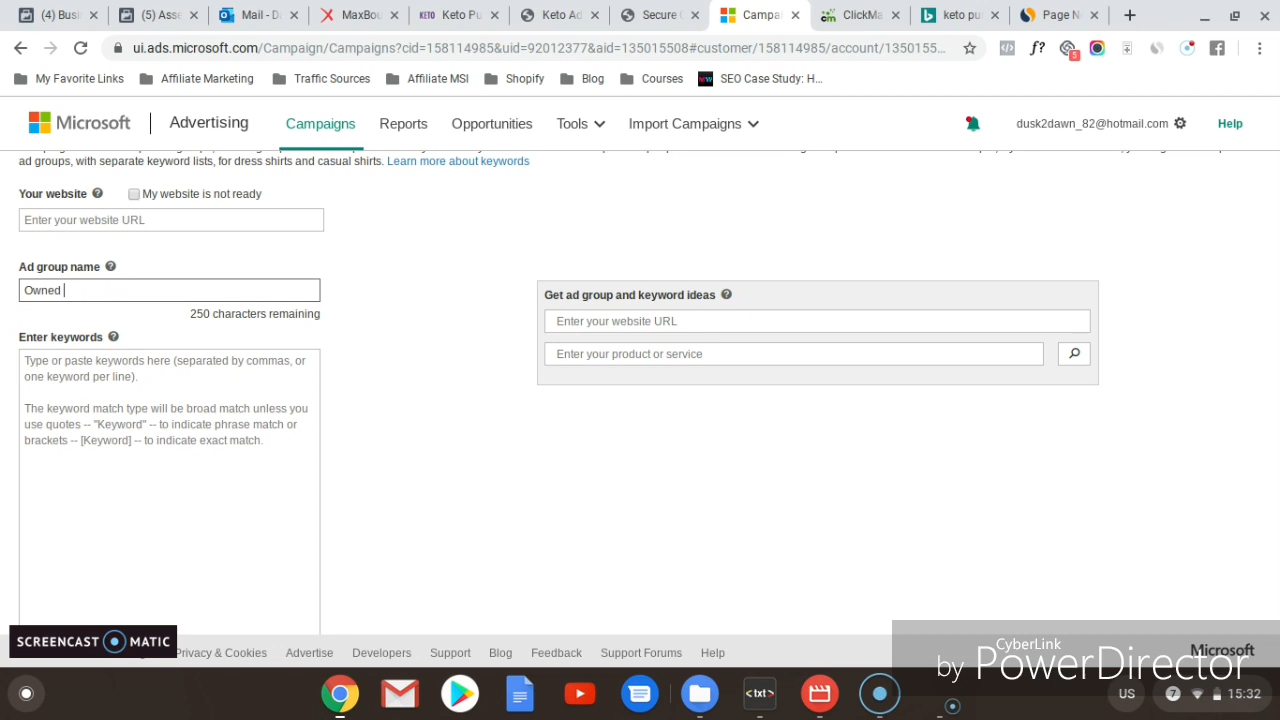 (4) Busi
(5) Asse
Mail - D
MaxBou
KETO Keto Pu
Keto Ad
Secure C
Campa
ClickMa
keto pu
Page N
ui.ads.microsoft.com/Campaign/Campaigns?cid=158114985&uid=92012377&aid=135015508#customer/158114985/account/1350155...
f?
5
My Favorite Links
Affiliate Marketing
Traffic Sources
Affiliate MSI
Shopify
Blog
Courses
SEO Case Study: H...
Microsoft
Advertising
Campaigns
Reports
Opportunities
Tools
Import Campaigns
dusk2dawn_82@hotmail.com
Help
ad groups, with separate keyword lists, for dress shirts and casual shirts. Learn more about keywords
Your website
My website is not ready
Enter your website URL
Ad group name
Owned
250 characters remaining
Enter keywords
Type or paste keywords here (separated by commas, or
one keyword per line).
The keyword match type will be broad match unless you
use quotes -- "Keyword" -- to indicate phrase match or
brackets -- [Keyword] -- to indicate exact match.
Get ad group and keyword ideas
Enter your website URL
Enter your product or service
SCREENCAST MATIC
Privacy & Cookies
Advertise
Developers
Support
Blog
Feedback
Support Forums
Help
Microsoft
CyberLink
by PowerDirector
<txt>
US
7
15:32